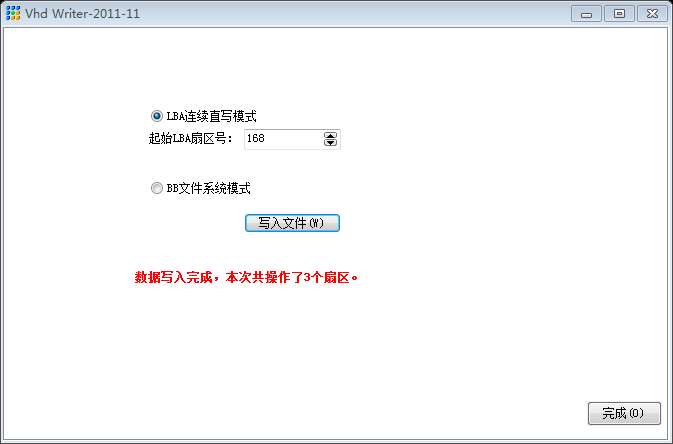 Vhd Writer-2011-11
LBA连续直写模式
起始LBA扇区号： 168
BB文件系统模式
写入文件(W)
数据写入完成，本次共操作了3个扇区。
完成(O)